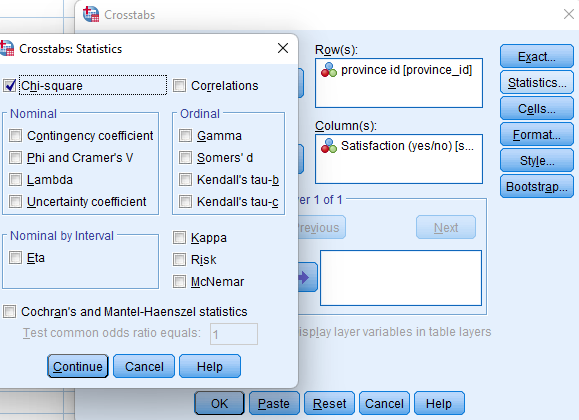 Crosstabs
Crosstabs: Statistics
Chi-square
Correlations
Nominal
Contingency coefficient
Phi and Cramer's V
Lambda
Uncertainty coefficient
Ordinal
Gamma
Somers' d
Kendall's tau-b
Kendall's tau-c
Nominal by Interval
Eta
Kappa
Risk
McNemar
Cochran's and Mantel-Haenszel statistics
Test common odds ratio equals: 1
Continue
Cancel
Help
Row(s):
province id [province_id]
Column(s):
Satisfaction (yes/no) [s...
er 1 of 1
revious
Next
splay layer variables in table layers
Exact...
Statistics...
Cells...
Format...
Style...
Bootstrap...
OK
Paste
Reset
Cancel
Help